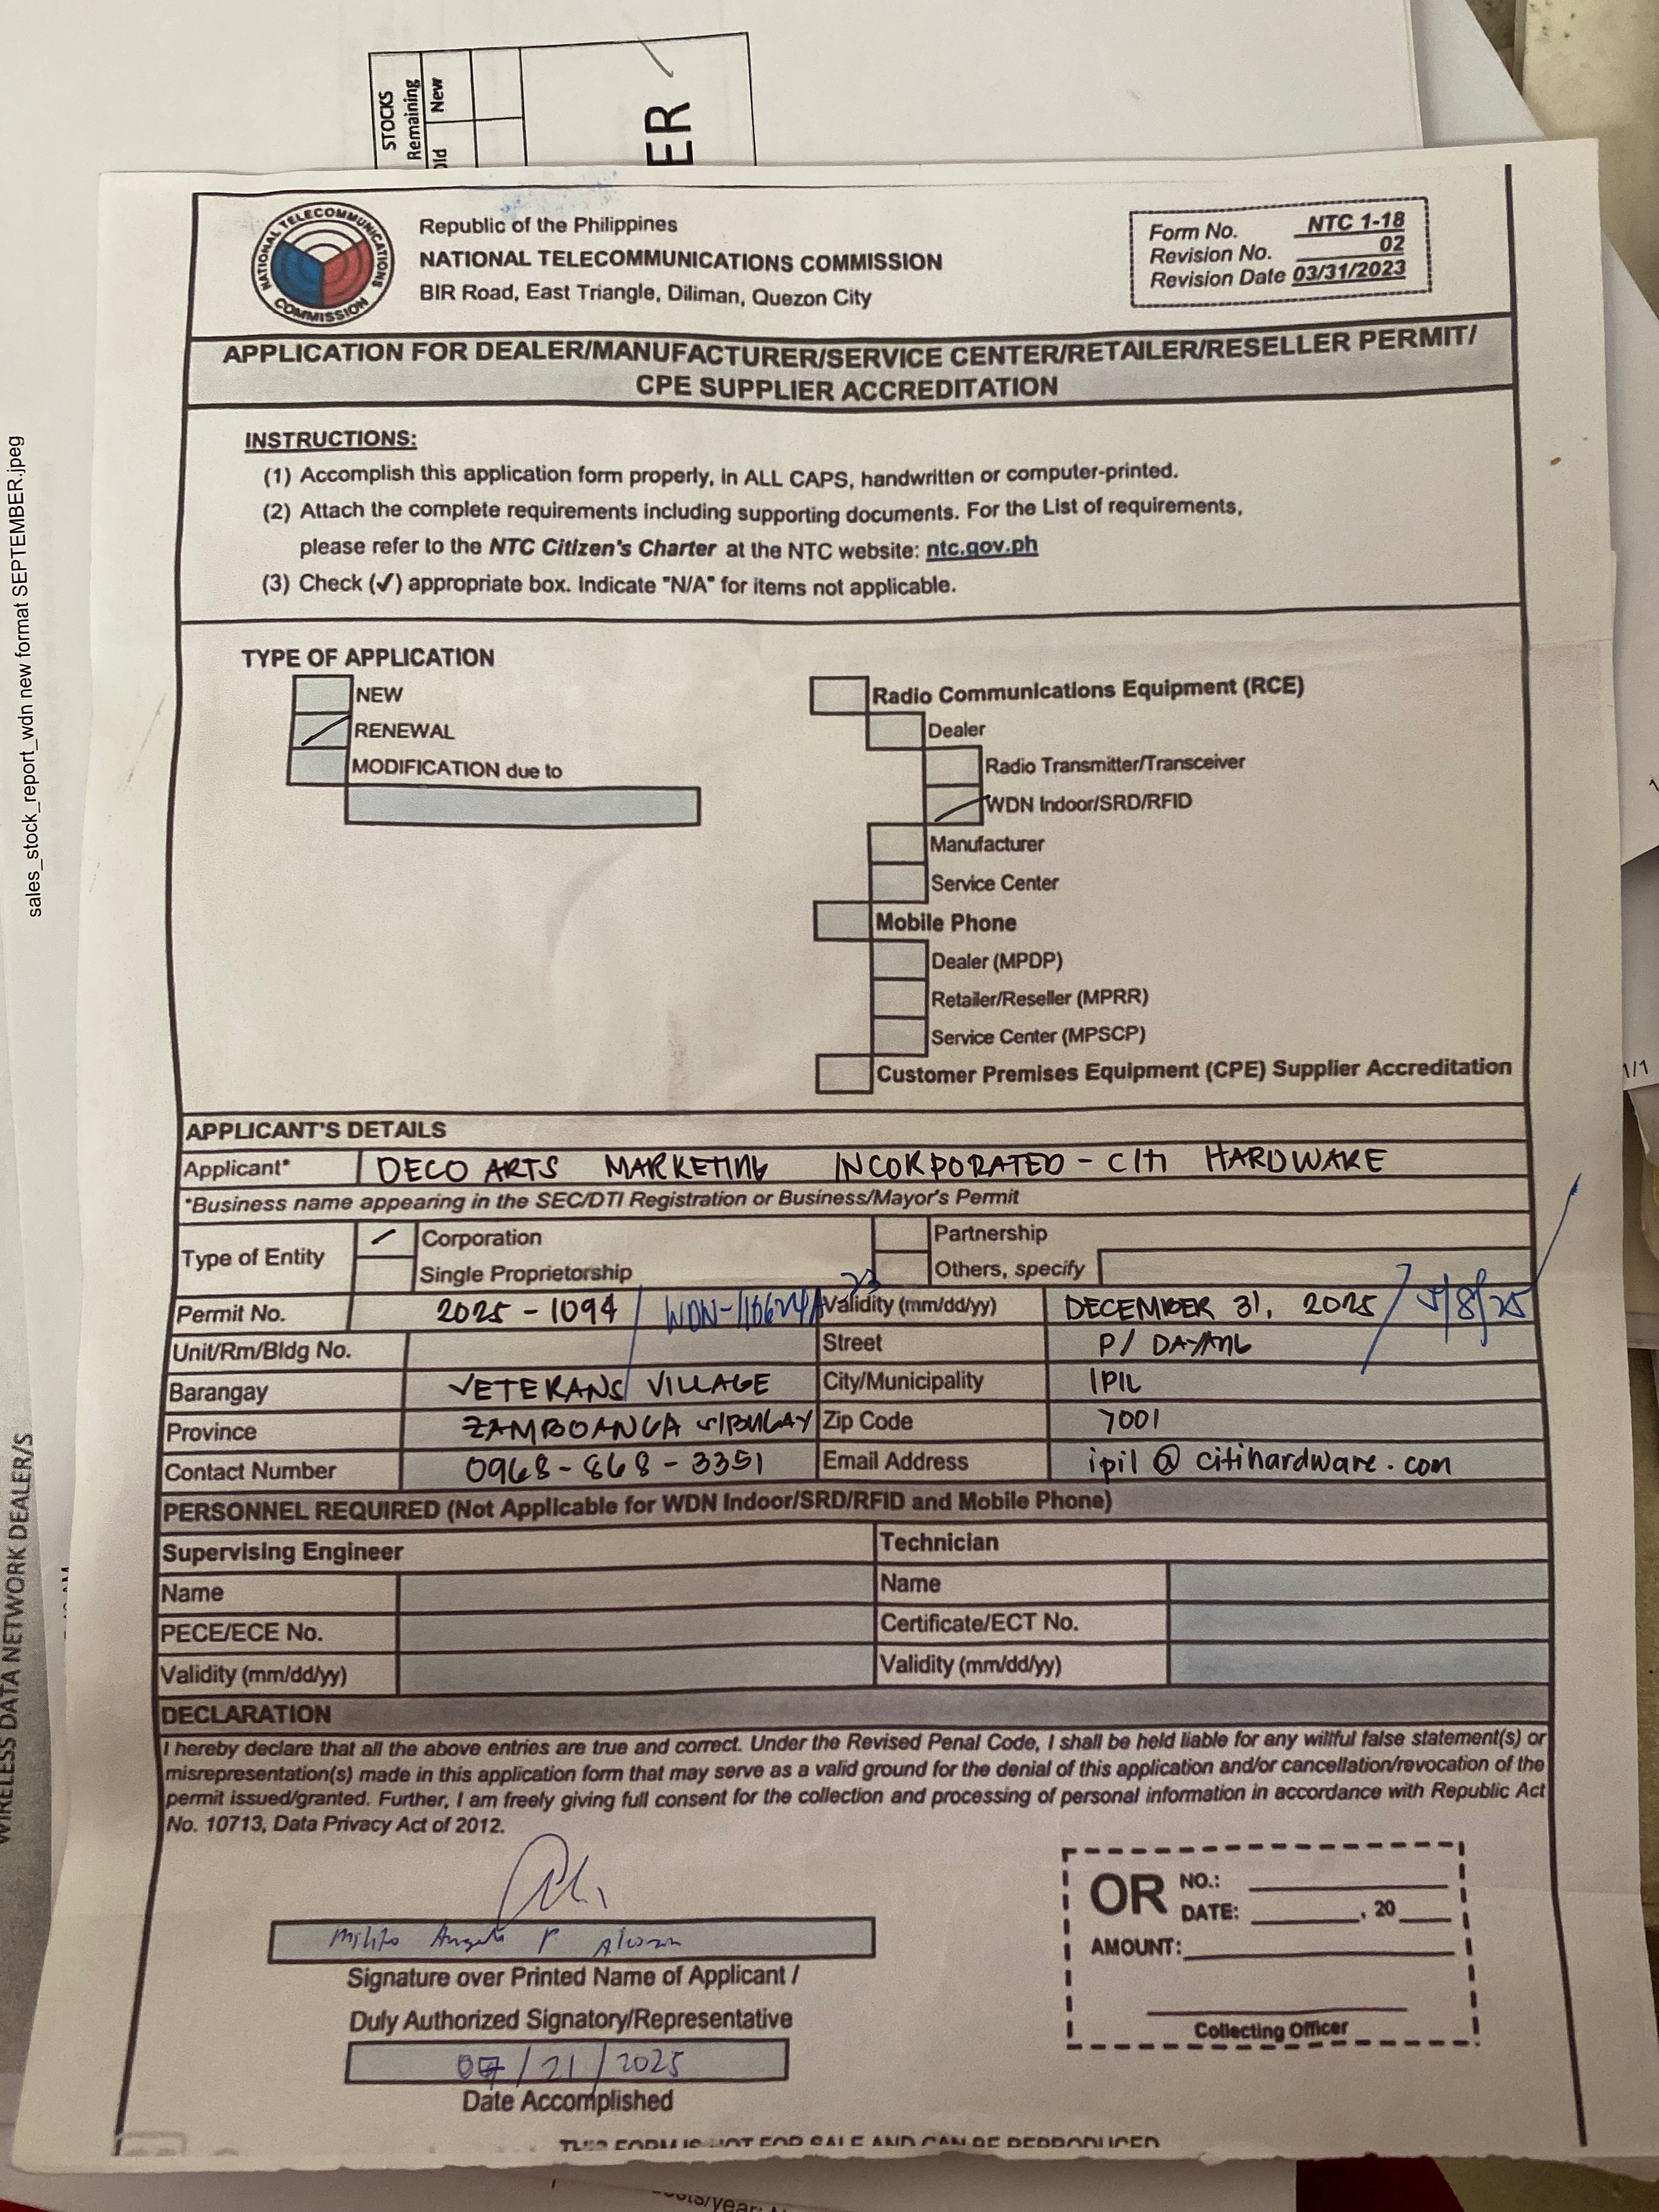 STOCKS
Remaining
Old New
ER
sales_stock_report_wdn new format SEPTEMBER.jpeg
WIRELESS DATA NETWORK DEALER/S
1/1
NATIONAL TELECOMMUNICATIONS COMMISSION
Republic of the Philippines
NATIONAL TELECOMMUNICATIONS COMMISSION
BIR Road, East Triangle, Diliman, Quezon City
Form No. NTC 1-18
Revision No. 02
Revision Date 03/31/2023
APPLICATION FOR DEALER/MANUFACTURER/SERVICE CENTER/RETAILER/RESELLER PERMIT/
CPE SUPPLIER ACCREDITATION
INSTRUCTIONS:
(1) Accomplish this application form properly, in ALL CAPS, handwritten or computer-printed.
(2) Attach the complete requirements including supporting documents. For the List of requirements,
please refer to the NTC Citizen's Charter at the NTC website: ntc.gov.ph
(3) Check (✓) appropriate box. Indicate "N/A" for items not applicable.
TYPE OF APPLICATION
NEW
RENEWAL
MODIFICATION due to
Radio Communications Equipment (RCE)
Dealer
Radio Transmitter/Transceiver
WDN Indoor/SRD/RFID
Manufacturer
Service Center
Mobile Phone
Dealer (MPDP)
Retailer/Reseller (MPRR)
Service Center (MPSCP)
Customer Premises Equipment (CPE) Supplier Accreditation
APPLICANT'S DETAILS
Applicant* DECO ARTS MARKETING INCORPORATED - CITI HARDWARE
*Business name appearing in the SEC/DTI Registration or Business/Mayor's Permit
Type of Entity Corporation Partnership
Single Proprietorship Others, specify
Permit No. 2025 - 1094 / Validity (mm/dd/yy) DECEMBER 31, 2025 / 5/8/25
Unit/Rm/Bldg No. Street P/ DAYANG
Barangay VETERANS VILLAGE City/Municipality IPIL
Province ZAMBOANGA SIBUGAY Zip Code 7001
Contact Number 0968-868-3351 Email Address ipil@citihardware.com
PERSONNEL REQUIRED (Not Applicable for WDN Indoor/SRD/RFID and Mobile Phone)
Supervising Engineer Technician
Name Name
PECE/ECE No. Certificate/ECT No.
Validity (mm/dd/yy) Validity (mm/dd/yy)
DECLARATION
I hereby declare that all the above entries are true and correct. Under the Revised Penal Code, I shall be held liable for any willful false statement(s) or
misrepresentation(s) made in this application form that may serve as a valid ground for the denial of this application and/or cancellation/revocation of the
permit issued/granted. Further, I am freely giving full consent for the collection and processing of personal information in accordance with Republic Act
No. 10713, Data Privacy Act of 2012.
Signature over Printed Name of Applicant /
Duly Authorized Signatory/Representative
07/21/2025
Date Accomplished
OR NO.:
DATE: , 20
AMOUNT:
Collecting Officer
THIS FORM IS NOT FOR SALE AND CAN BE REPRODUCED